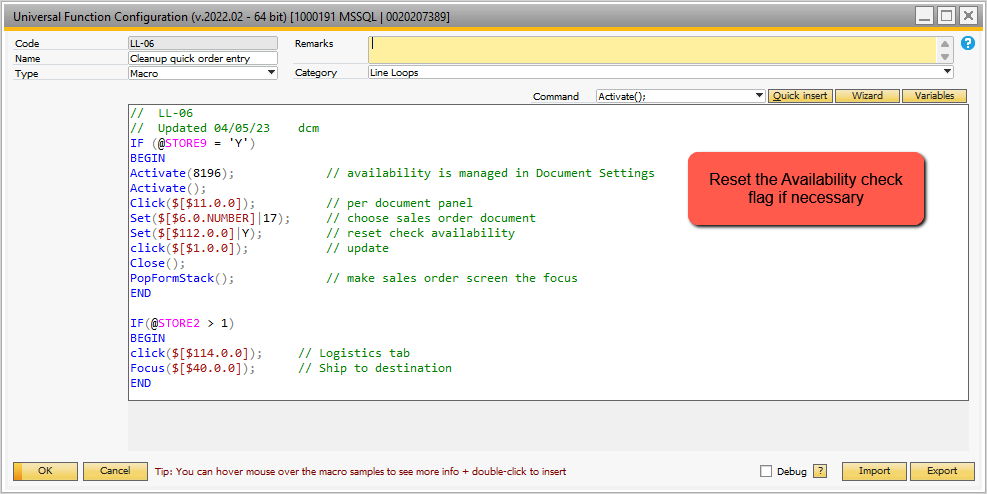 Universal Function Configuration (v.2022.02 - 64 bit) [1000191 MSSQL | 0020207389]
Code LL-06 Remarks
Name Cleanup quick order entry
Type Macro Category Line Loops
Command Activate(); Quick insert Wizard Variables
// LL-06
// Updated 04/05/23 dcm
IF (@STORE9 = 'Y')
BEGIN
Activate(8196); // availability is managed in Document Settings
Activate();
Click($[$11.0.0]); // per document panel
Set($[$6.0.NUMBER]|17); // choose sales order document
Set($[$112.0.0]|Y); // reset check availability
click($[$1.0.0]); // update
Close();
PopFormStack(); // make sales order screen the focus
END
IF(@STORE2 > 1)
BEGIN
click($[$114.0.0]); // Logistics tab
Focus($[$40.0.0]); // Ship to destination
END
Reset the Availability check
flag if necessary
OK Cancel Tip: You can hover mouse over the macro samples to see more info + double-click to insert Debug ? Import Export